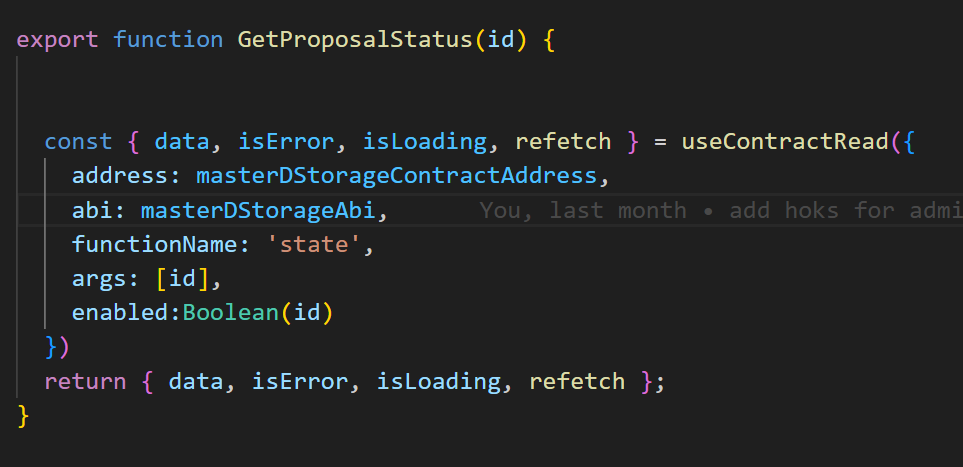 export function GetProposalStatus(id) {
const { data, isError, isLoading, refetch } = useContractRead({
address: masterDStorageContractAddress,
abi: masterDStorageAbi, You, last month • add hoks for admi
functionName: 'state',
args: [id],
enabled:Boolean(id)
})
return { data, isError, isLoading, refetch };
}